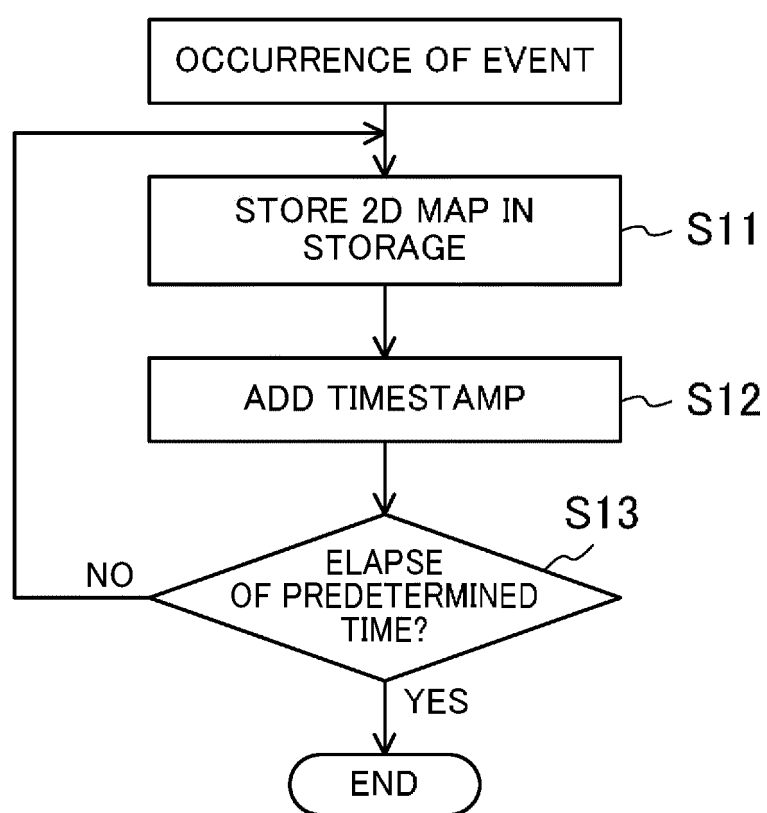 OCCURRENCE OF EVENT
STORE 2D MAP IN
STORAGE
S11
ADD TIMESTAMP
S12
S13
ELAPSE
OF PREDETERMINED
TIME?
NO
YES
END